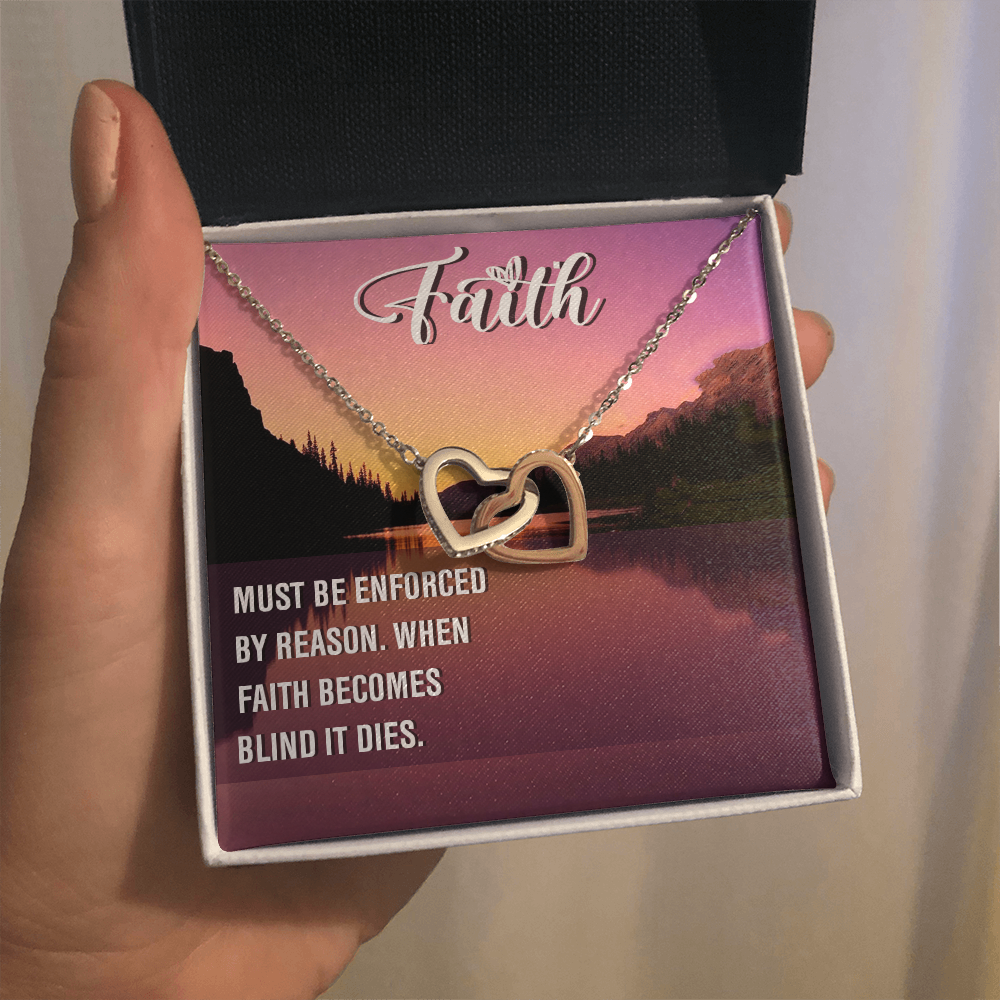 Faith
MUST BE ENFORCED
BY REASON. WHEN
FAITH BECOMES
BLIND IT DIES.